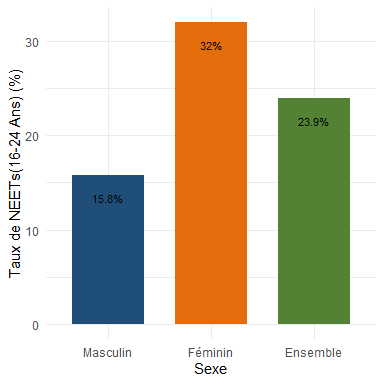 Taux de NEETs(16-24 Ans) (%)
30
20
10
0
32%
23.9%
15.8%
Masculin Féminin Ensemble
Sexe